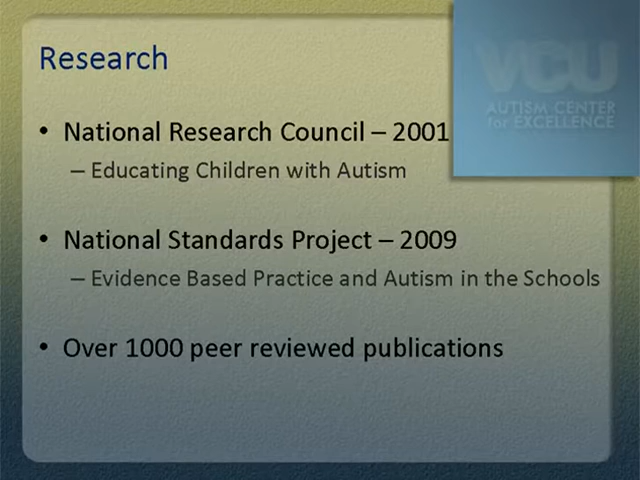 Research
VCU
AUTISM CENTER
for EXCELLENCE
• National Research Council – 2001
– Educating Children with Autism
• National Standards Project – 2009
– Evidence Based Practice and Autism in the Schools
• Over 1000 peer reviewed publications